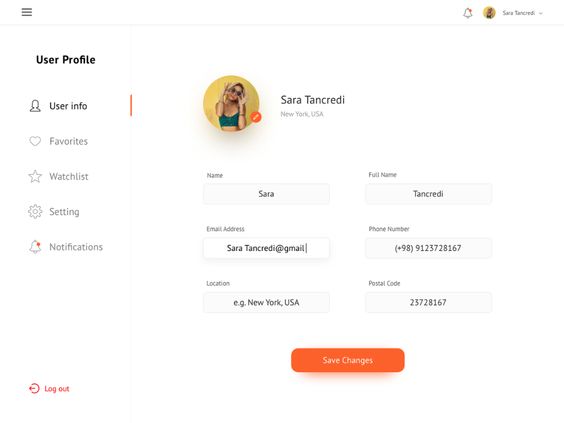 Sara Tancredi
User Profile
User info
Favorites
Watchlist
Setting
Notifications
Log out
Sara Tancredi
New York, USA
Name
Full Name
Sara
Tancredi
Email Address
Phone Number
Sara Tancredi@gmail
(+98) 9123728167
Location
Postal Code
e.g. New York, USA
23728167
Save Changes